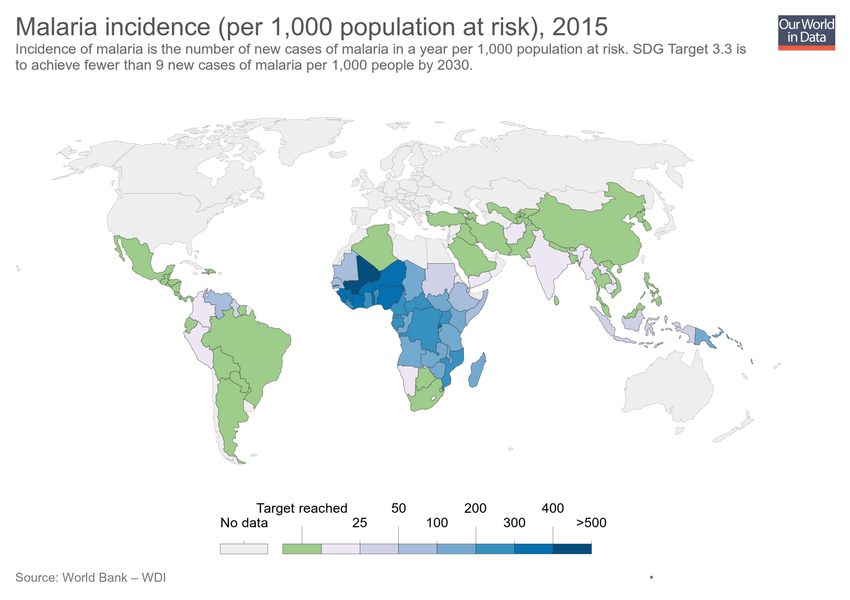 Malaria incidence (per 1,000 population at risk), 2015
Our World
in Data
Incidence of malaria is the number of new cases of malaria in a year per 1,000 population at risk. SDG Target 3.3 is
to achieve fewer than 9 new cases of malaria per 1,000 people by 2030.
Target reached 50 200 400
No data 25 100 300 >500
Source: World Bank – WDI